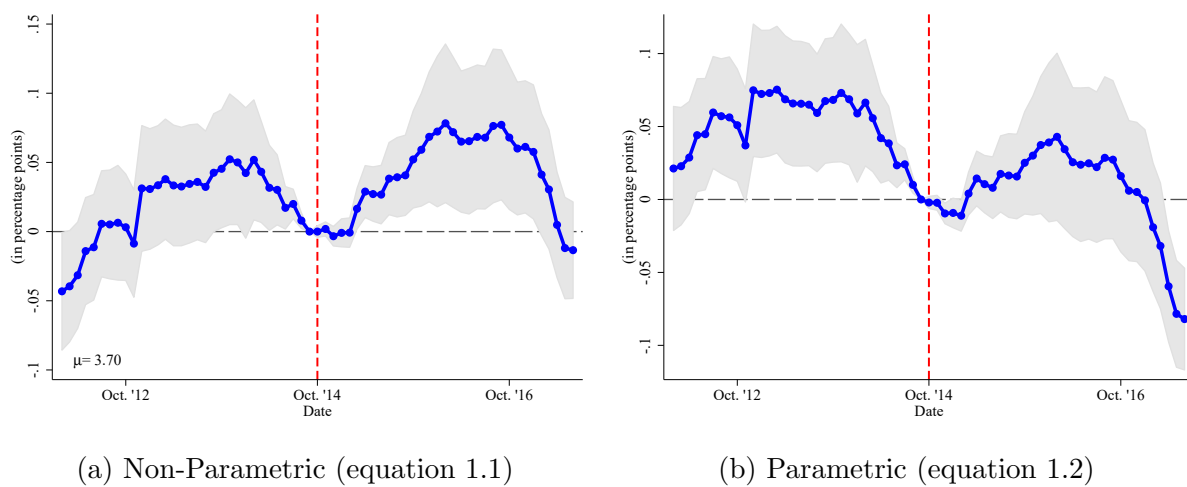 (in percentage points)
.15
.1
.05
0
-.05
-.1
μ= 3.70
Oct. '12
Oct. '14
Oct. '16
Date
(a) Non-Parametric (equation 1.1)
(in percentage points)
.1
.05
0
-.05
-.1
Oct. '12
Oct. '14
Oct. '16
Date
(b) Parametric (equation 1.2)